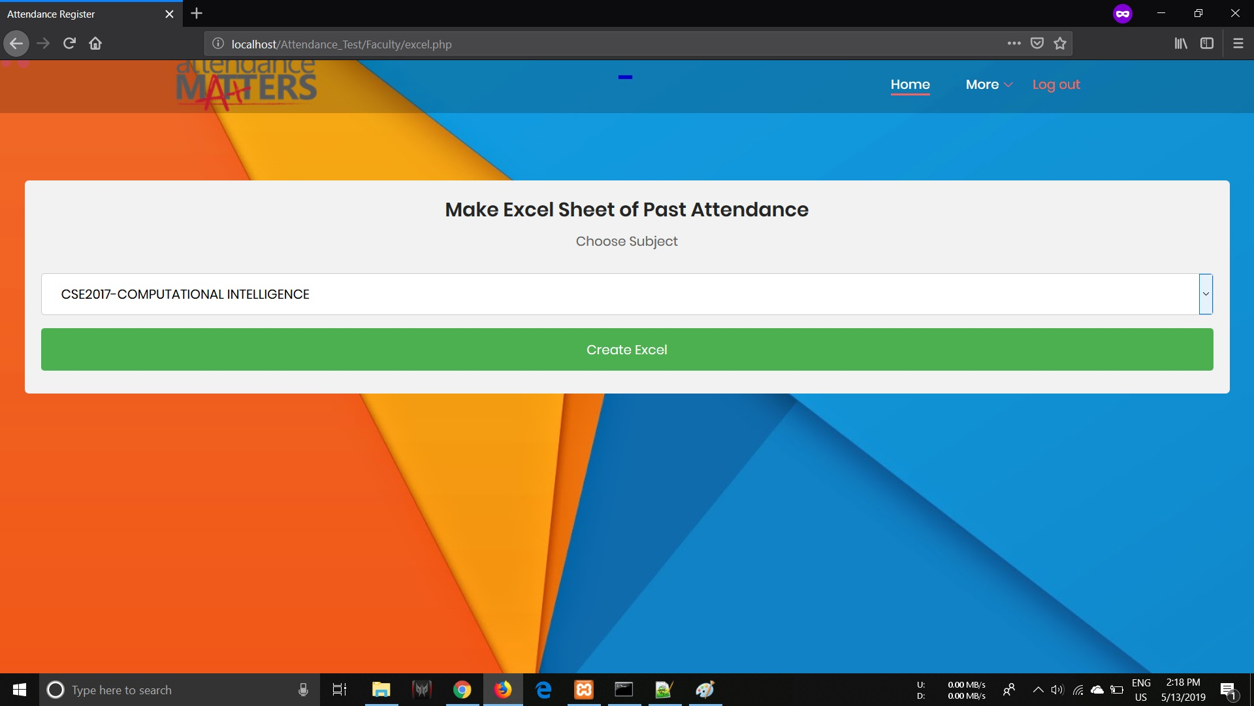 Attendance Register
localhost/Attendance_Test/Faculty/excel.php
attendance
MATTERS
Home
More
Log out
Make Excel Sheet of Past Attendance
Choose Subject
CSE2017-COMPUTATIONAL INTELLIGENCE
Create Excel
Type here to search
U: 0.00 MB/s
D: 0.00 MB/s
ENG
US
2:18 PM
5/13/2019
1